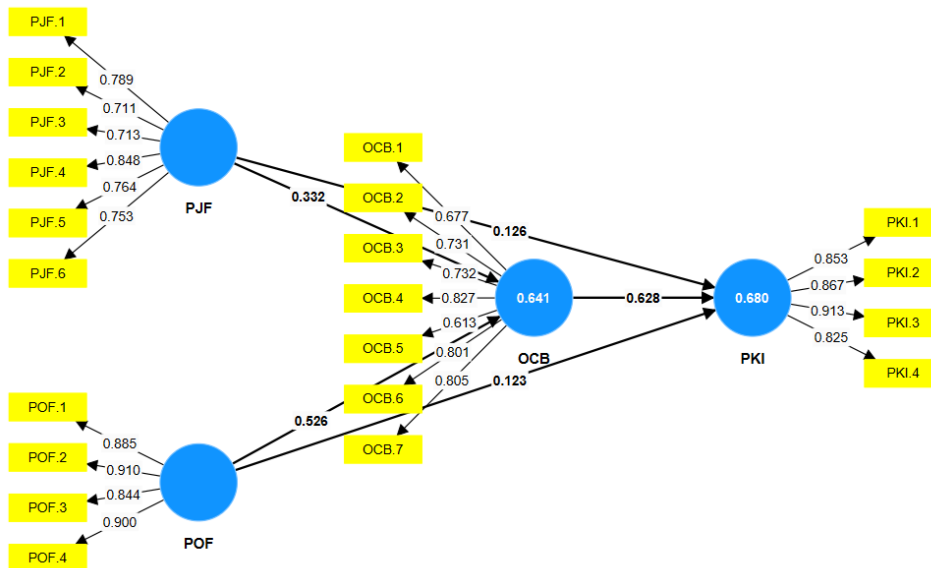 PJF.1
PJF.2
PJF.3
PJF.4
PJF.5
PJF.6
0.789
0.711
0.713
0.848
0.764
0.753
PJF
0.332
0.126
OCB.1
OCB.2
OCB.3
OCB.4
OCB.5
OCB.6
OCB.7
0.677
0.731
0.732
0.827
0.613
0.801
0.805
0.641
OCB
0.628
0.680
PKI
0.853
0.867
0.913
0.825
PKI.1
PKI.2
PKI.3
PKI.4
0.123
0.526
POF.1
POF.2
POF.3
POF.4
0.885
0.910
0.844
0.900
POF